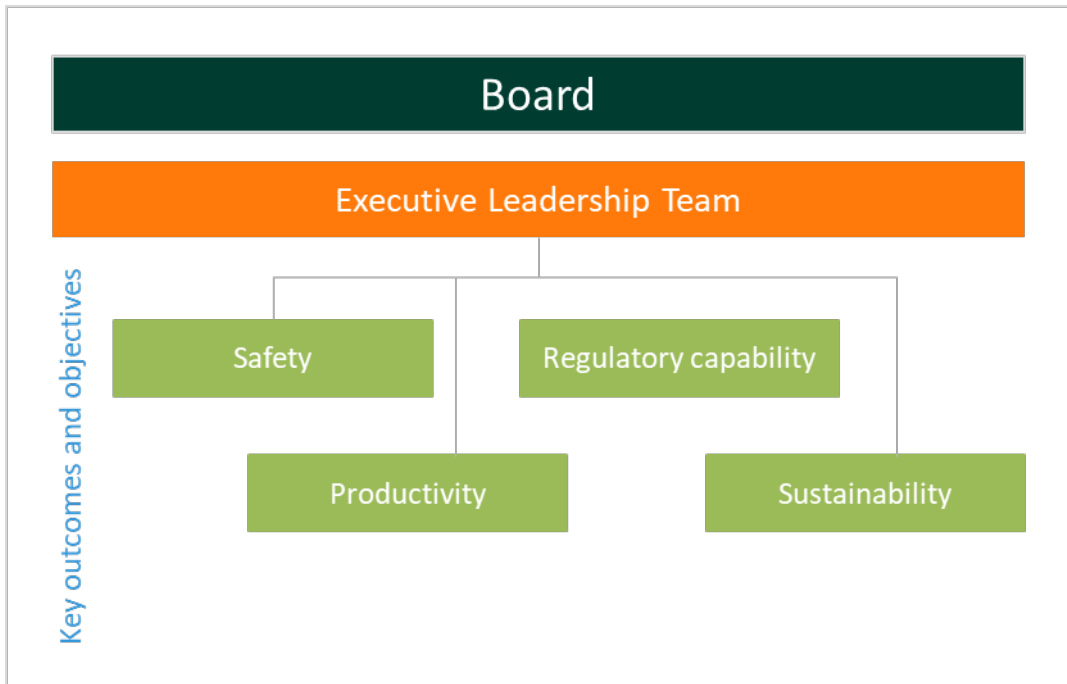 Board
Executive Leadership Team
Key outcomes and objectives
Safety
Regulatory capability
Productivity
Sustainability